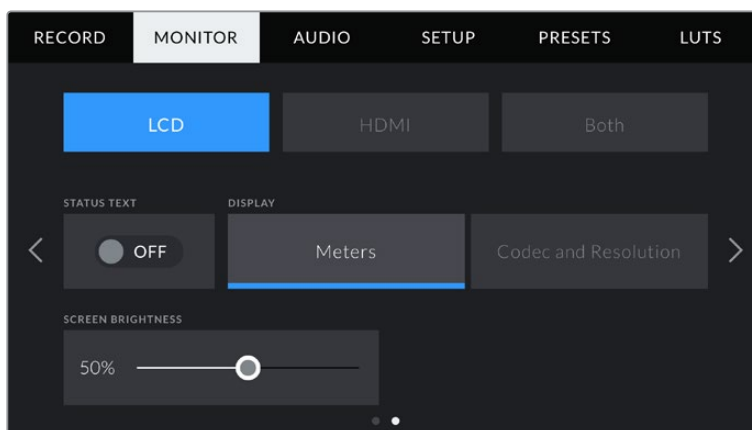 RECORD MONITOR AUDIO SETUP PRESETS LUTS
LCD HDMI Both
STATUS TEXT DISPLAY
OFF Meters Codec and Resolution
SCREEN BRIGHTNESS
50%